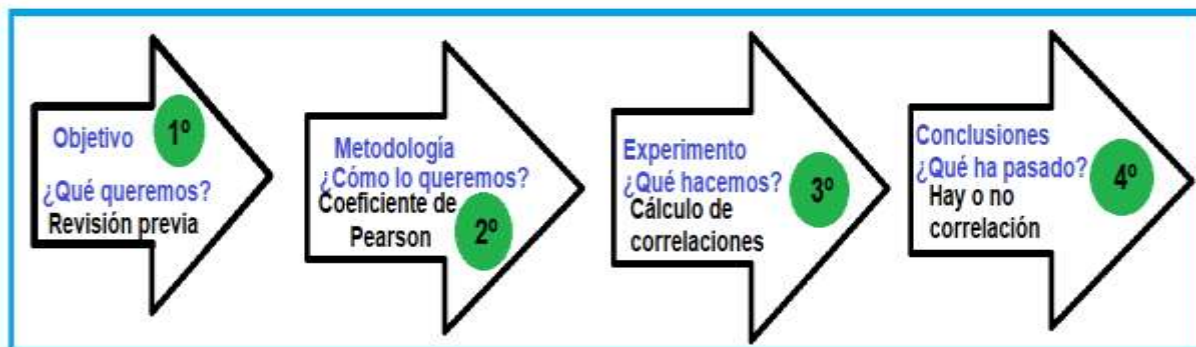 Objetivo
1º
¿Qué queremos?
Revisión previa
Metodología
¿Cómo lo queremos?
Coeficiente de
Pearson
2º
Experimento
¿Qué hacemos?
3º
Cálculo de
correlaciones
Conclusiones
¿Qué ha pasado?
4º
Hay o no
correlación